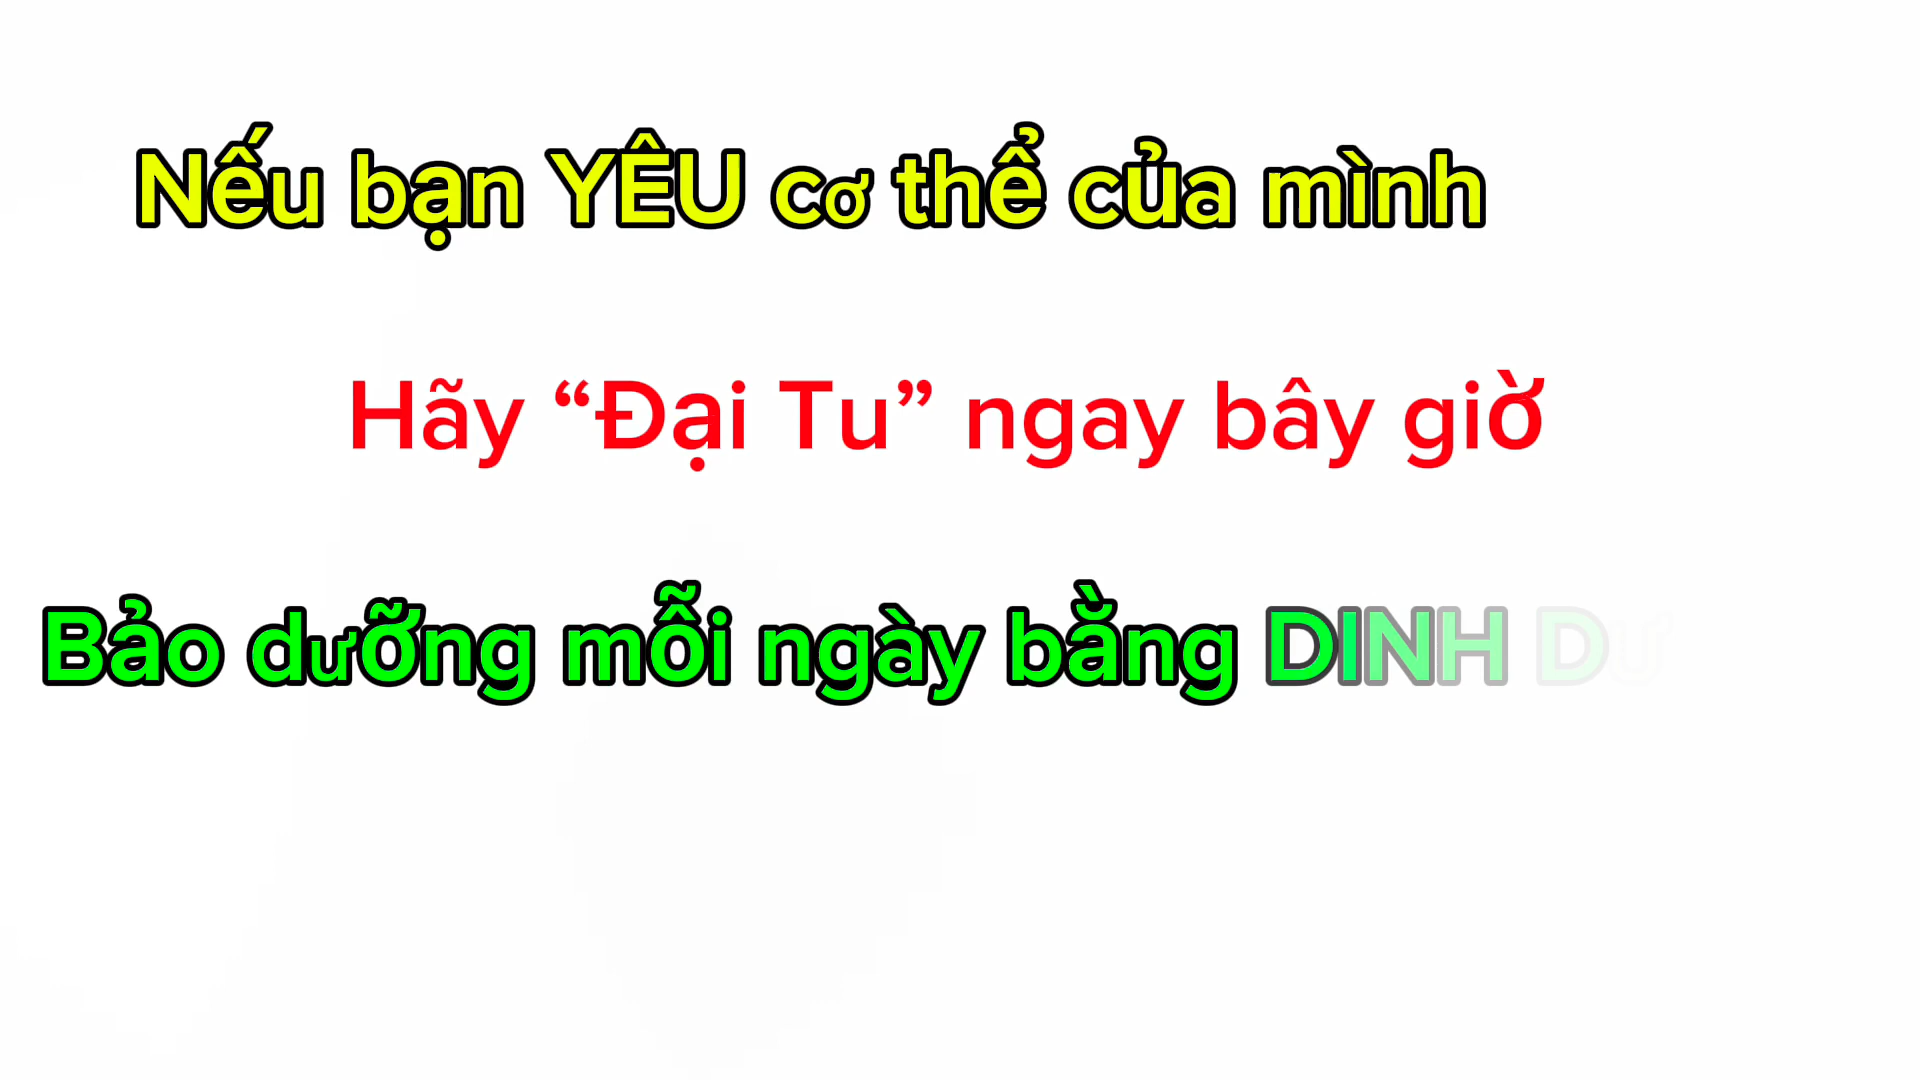 Nếu bạn YÊU cơ thể của mình
Hãy “Đại Tu” ngay bây giờ
Bảo dưỡng mỗi ngày bằng DINH DƯ